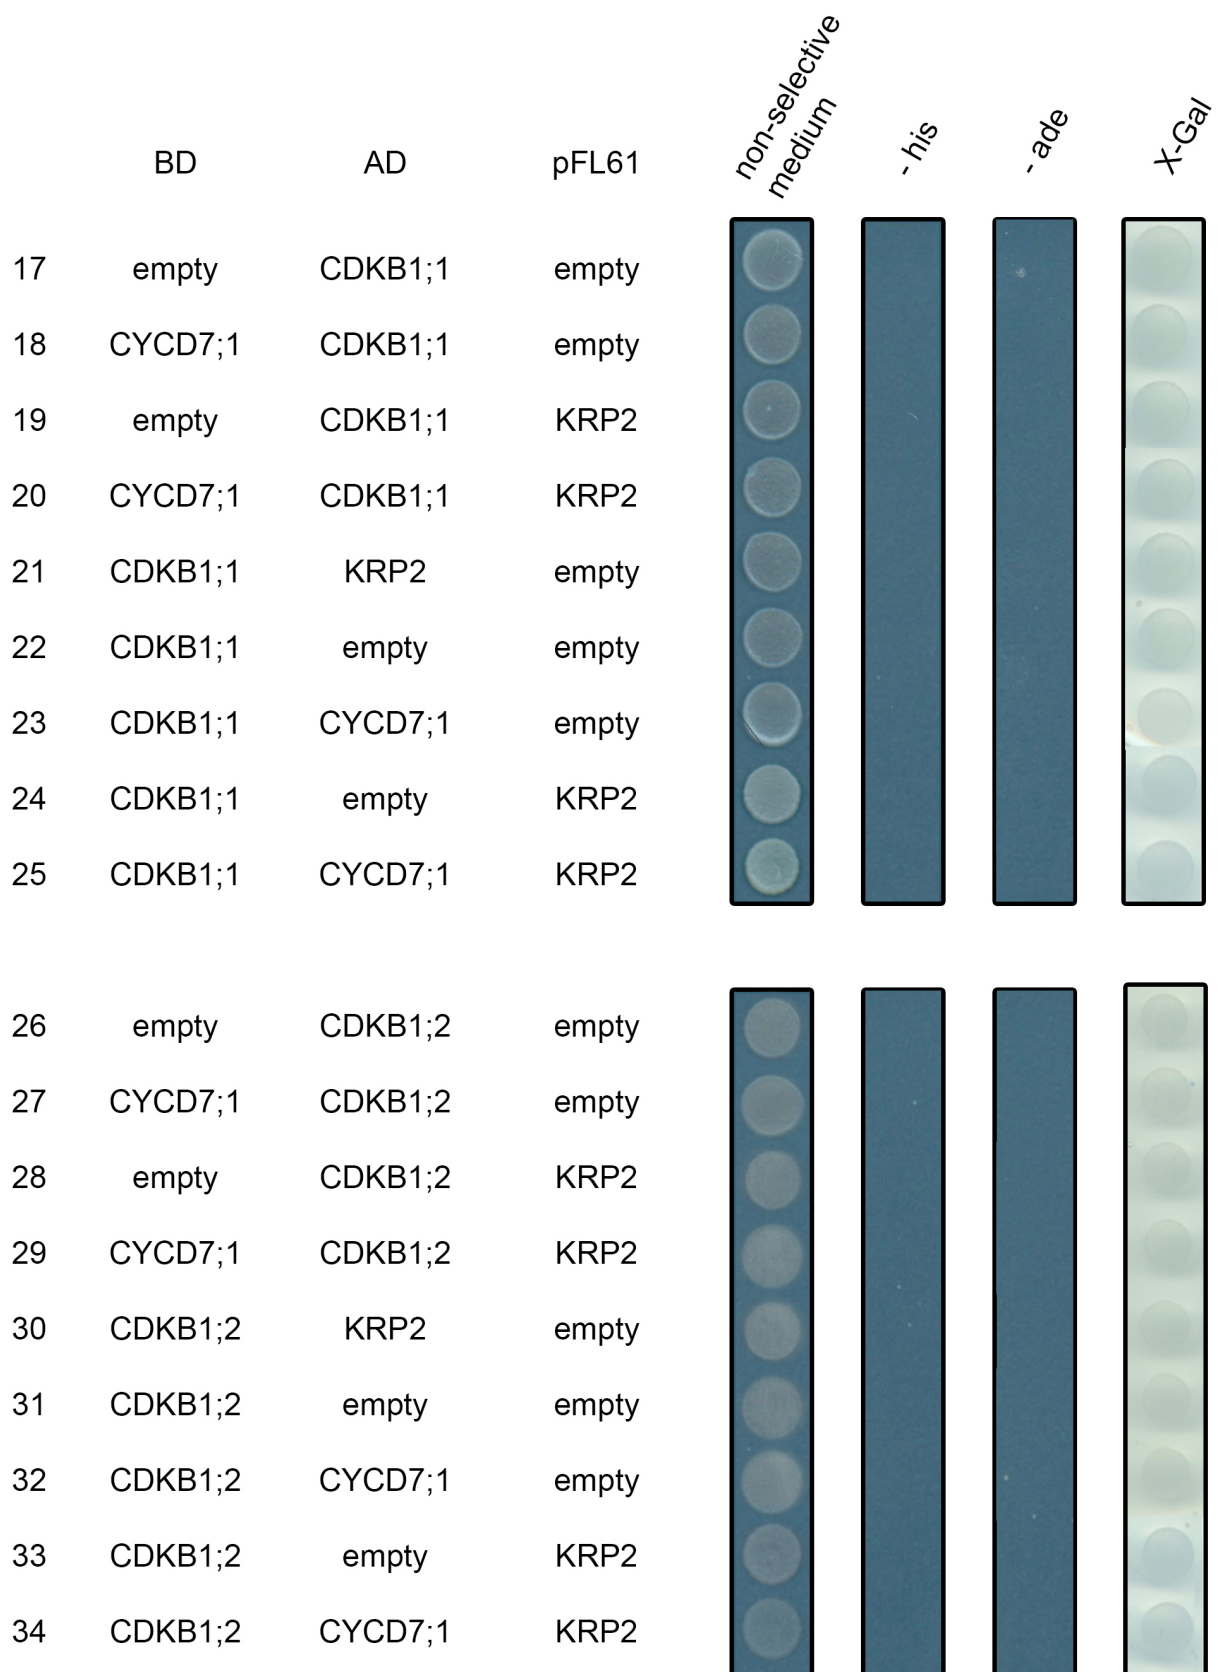 BD AD pFL61 non-selective medium - his - ade X-Gal
17 empty CDKB1;1 empty
18 CYCD7;1 CDKB1;1 empty
19 empty CDKB1;1 KRP2
20 CYCD7;1 CDKB1;1 KRP2
21 CDKB1;1 KRP2 empty
22 CDKB1;1 empty empty
23 CDKB1;1 CYCD7;1 empty
24 CDKB1;1 empty KRP2
25 CDKB1;1 CYCD7;1 KRP2
26 empty CDKB1;2 empty
27 CYCD7;1 CDKB1;2 empty
28 empty CDKB1;2 KRP2
29 CYCD7;1 CDKB1;2 KRP2
30 CDKB1;2 KRP2 empty
31 CDKB1;2 empty empty
32 CDKB1;2 CYCD7;1 empty
33 CDKB1;2 empty KRP2
34 CDKB1;2 CYCD7;1 KRP2